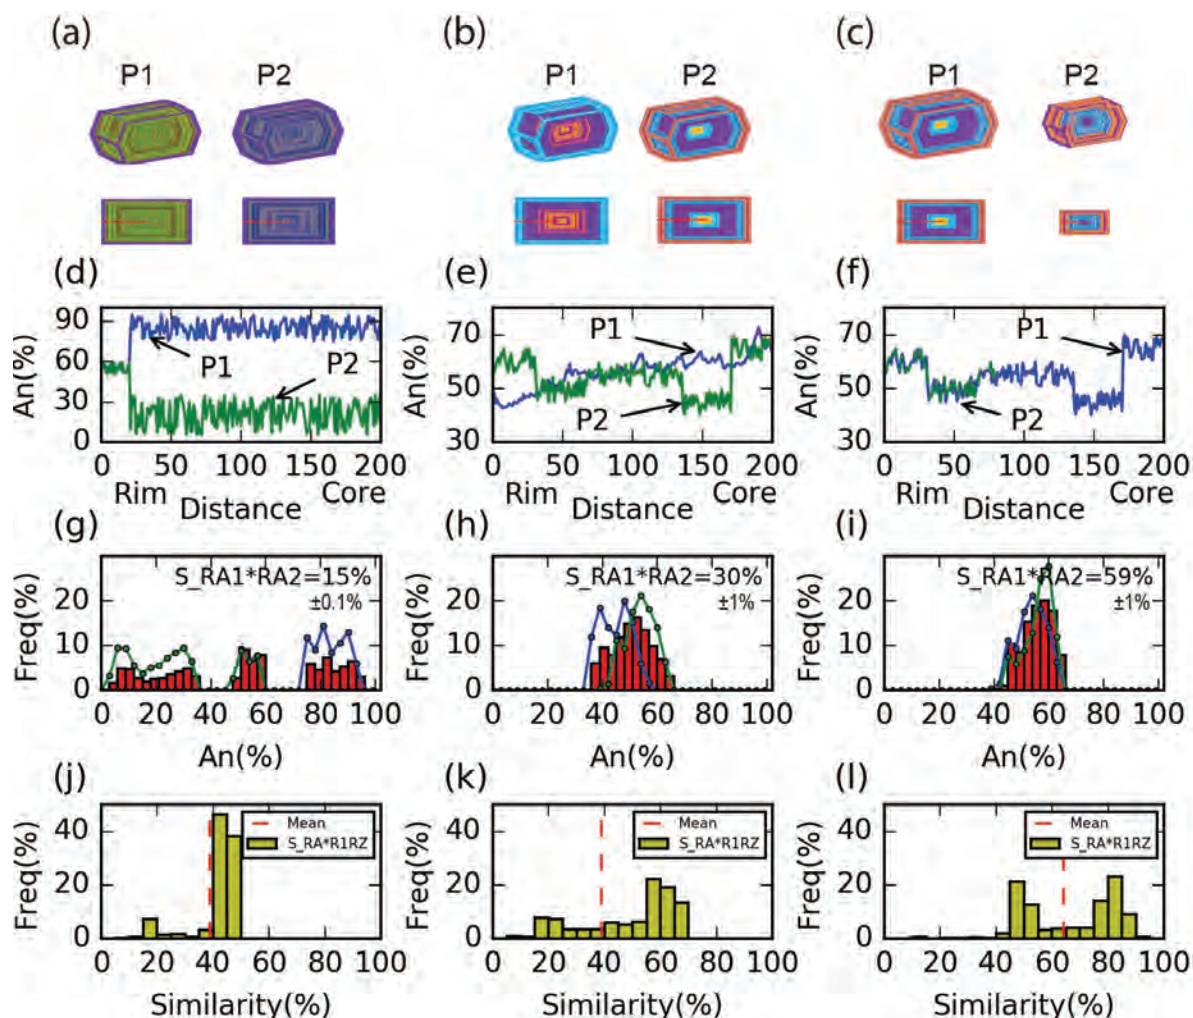 (a) (b) (c)
P1 P2 P1 P2 P1 P2
(d) (e) (f)
An(%) 90 60 30 0 P1 P2
0 50 100 150 200
Rim Distance Core
An(%) 70 50 30 P1 P2
0 50 100 150 200
Rim Distance Core
An(%) 70 50 30 P1 P2
0 50 100 150 200
Rim Distance Core
(g) (h) (i)
Freq(%) 20 10 0
S_RA1*RA2=15%
±0.1%
0 20 40 60 80 100
An(%)
Freq(%) 20 10 0
S_RA1*RA2=30%
±1%
0 20 40 60 80 100
An(%)
Freq(%) 20 10 0
S_RA1*RA2=59%
±1%
0 20 40 60 80 100
An(%)
(j) (k) (l)
Freq(%) 40 20 0
Mean
S_RA*R1RZ
0 20 40 60 80 100
Similarity(%)
Freq(%) 40 20 0
Mean
S_RA*R1RZ
0 20 40 60 80 100
Similarity(%)
Freq(%) 40 20 0
Mean
S_RA*R1RZ
0 20 40 60 80 100
Similarity(%)